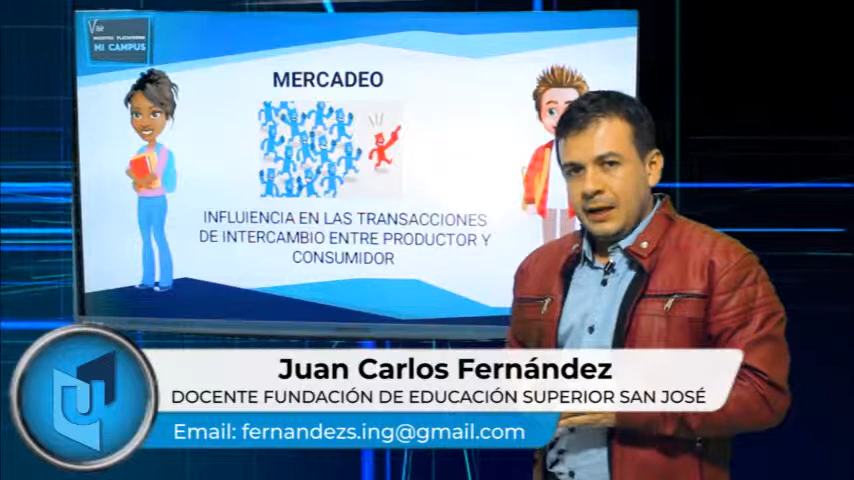 MI CAMPUS
MERCADEO
INFLUIENCIA EN LAS TRANSACCIONES
DE INTERCAMBIO ENTRE PRODUCTOR Y
CONSUMIDOR
Juan Carlos Fernández
DOCENTE FUNDACIÓN DE EDUCACIÓN SUPERIOR SAN JOSÉ
Email: fernandezs.ing@gmail.com